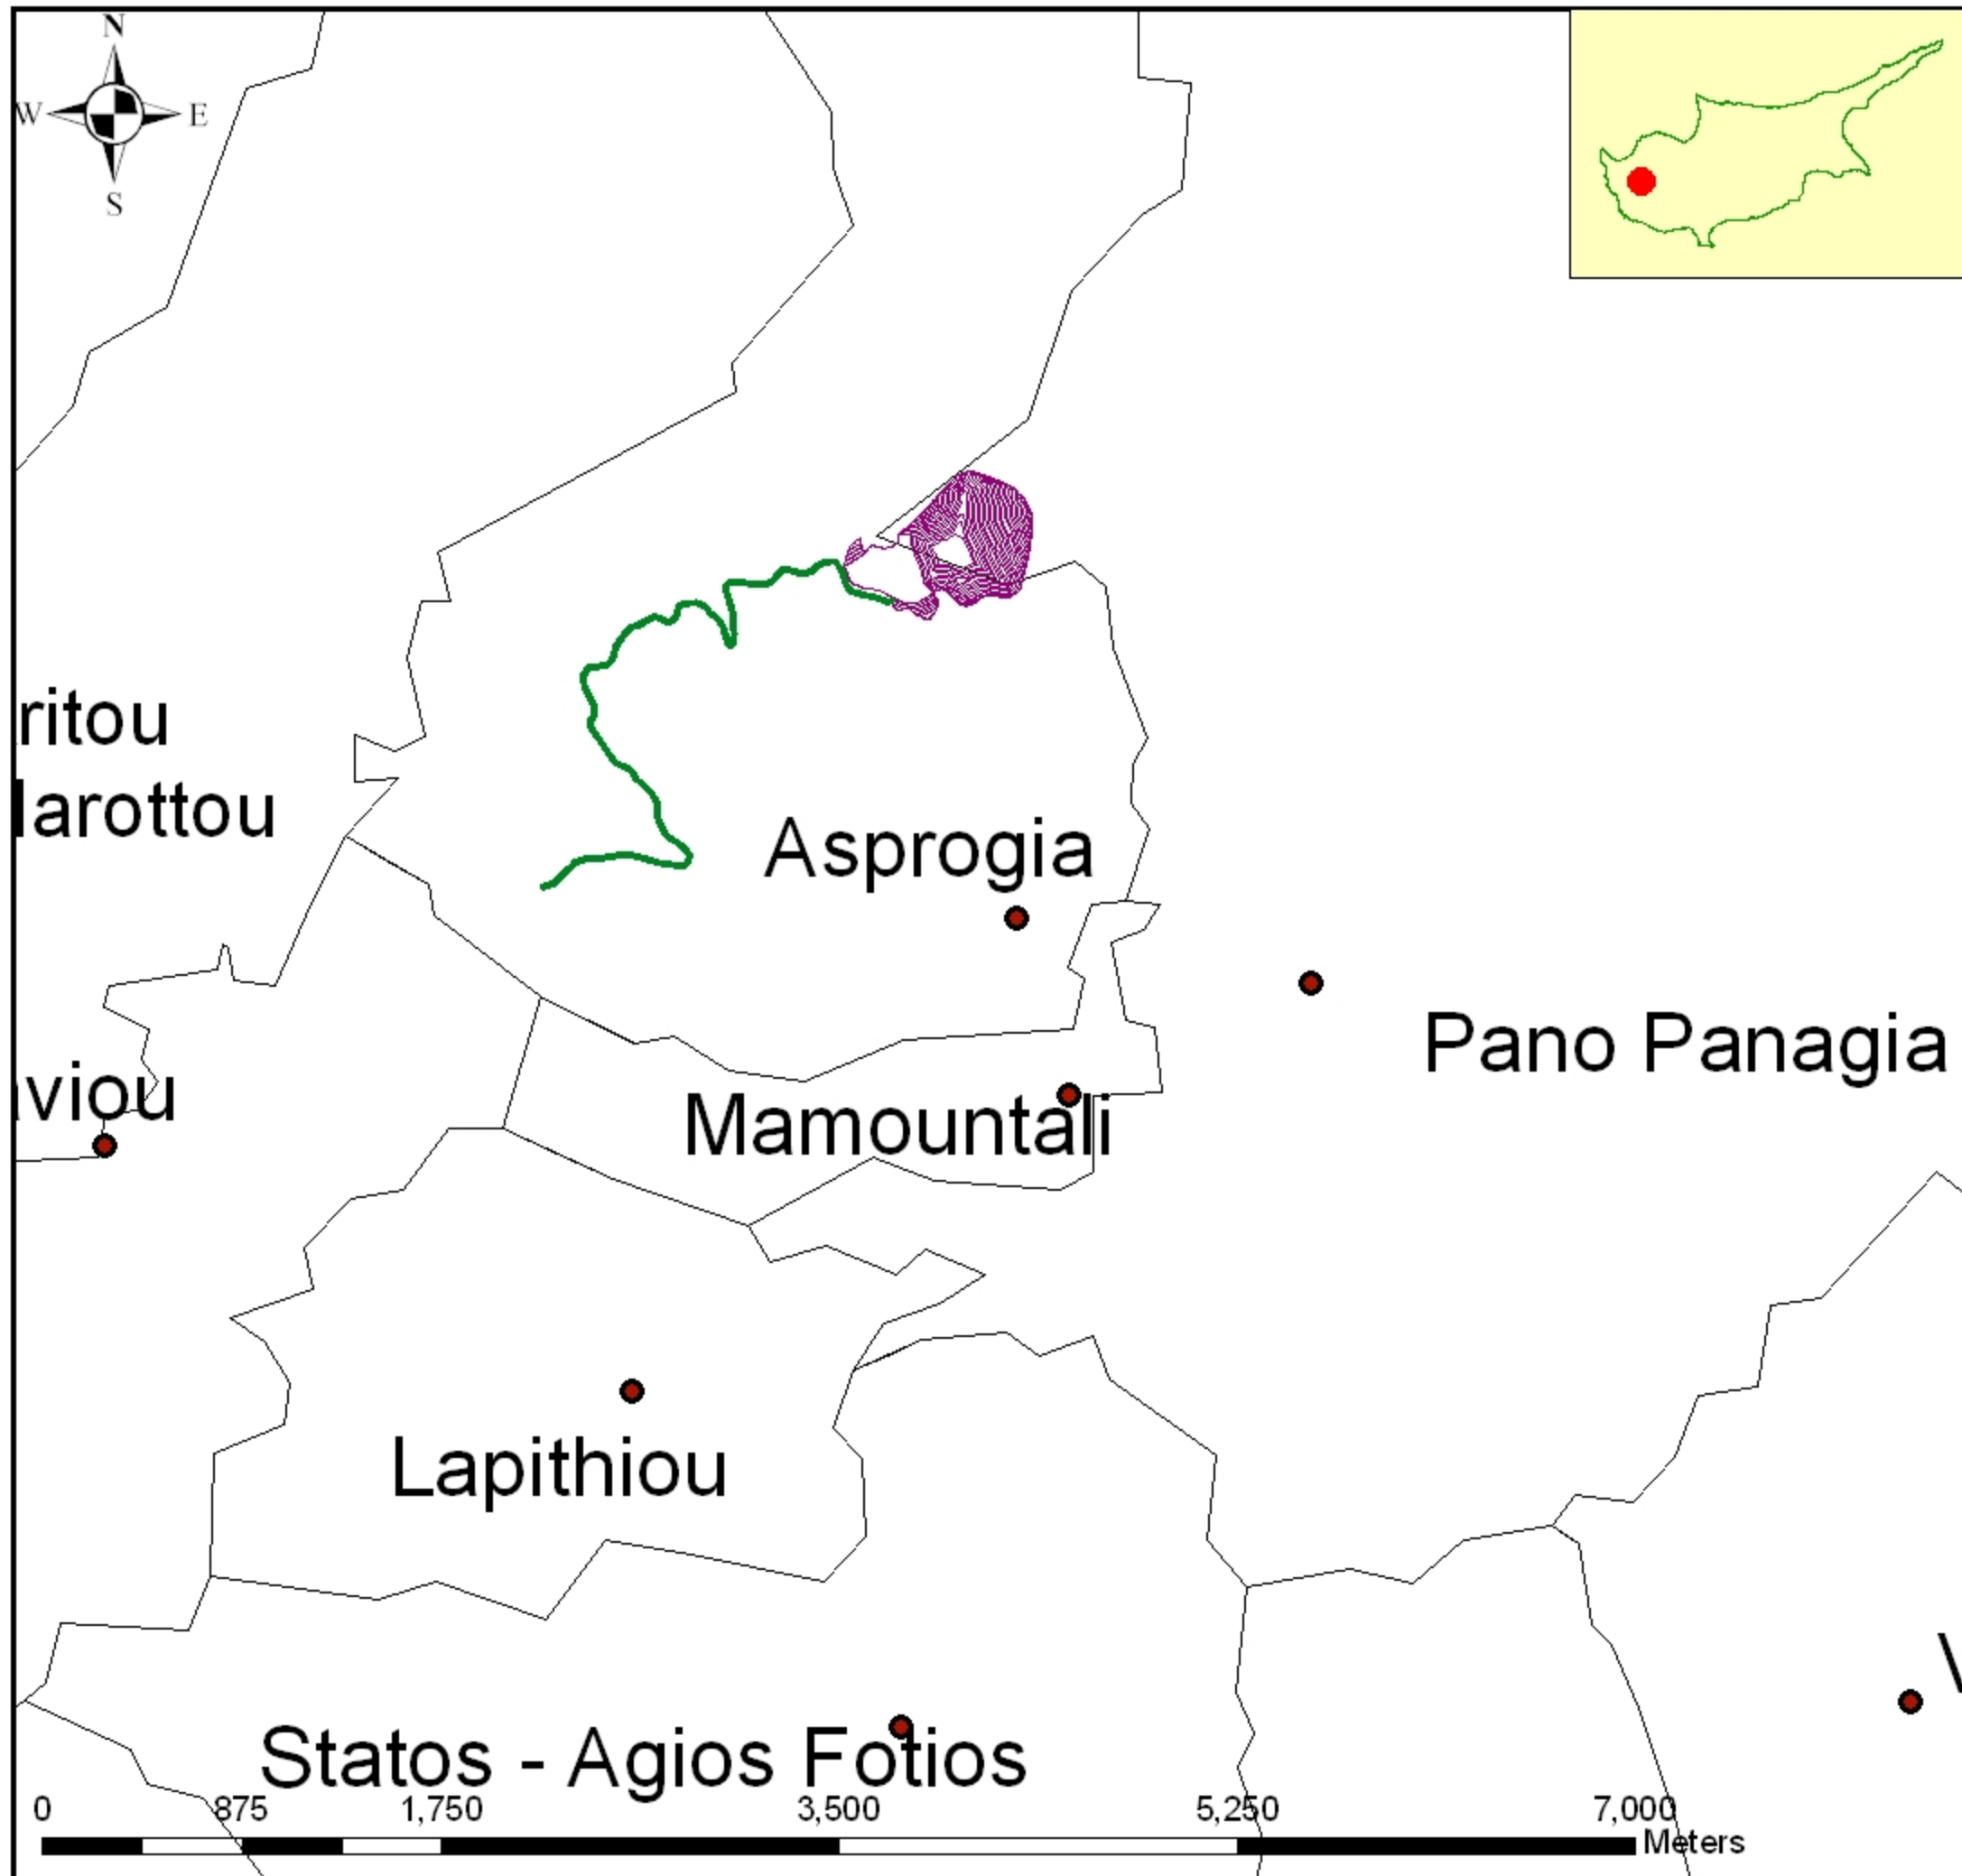 N
W E
S
ritou
arottou
Asprogia
Pano Panagia
viou
Mamountali
Lapithiou
V
Statos - Agios Fotios
0 875 1,750 3,500 5,250 7,000
Meters